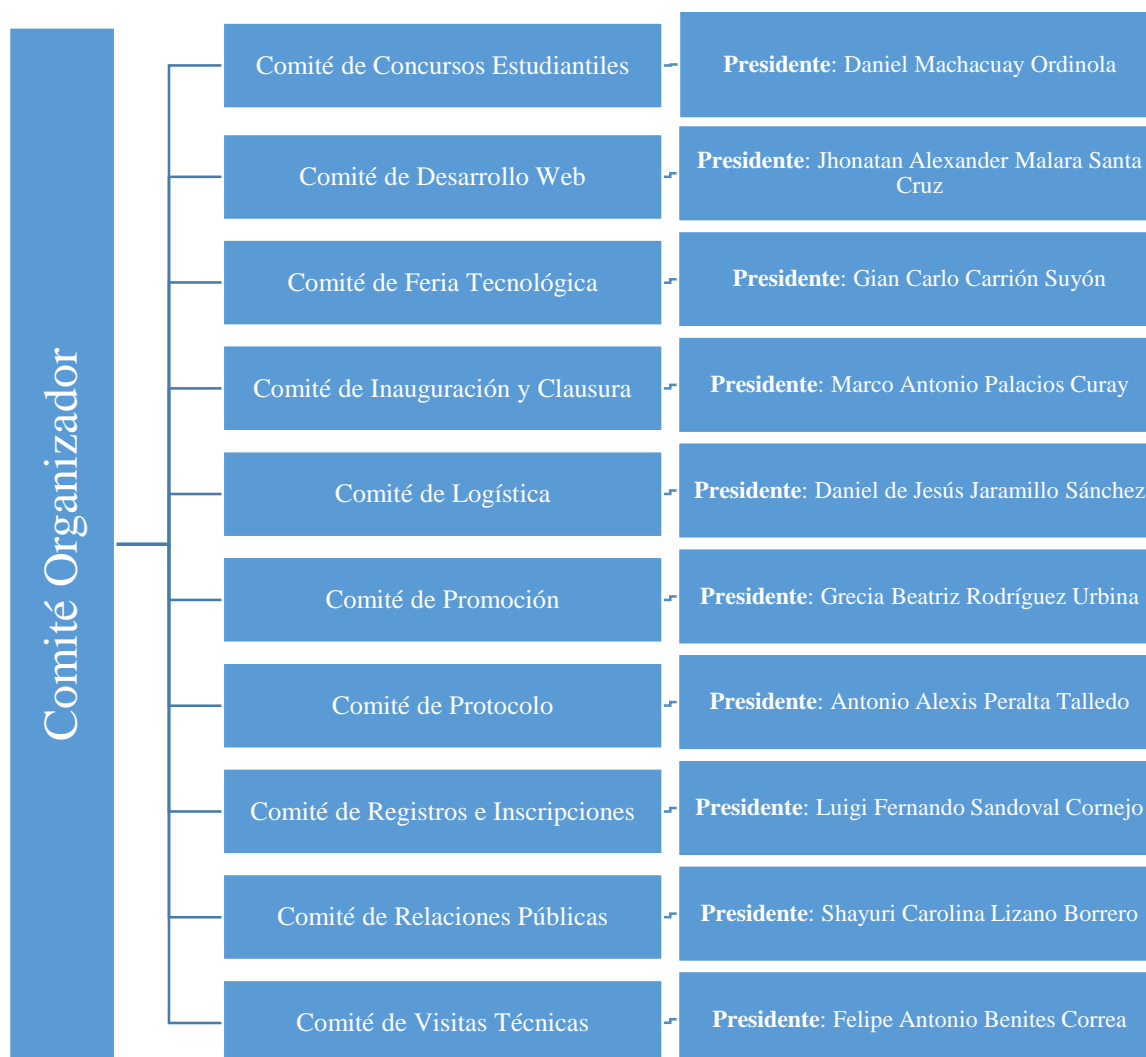 Comité Organizador
Comité de Concursos Estudiantiles
Presidente: Daniel Machacuay Ordinola
Comité de Desarrollo Web
Presidente: Jhonatan Alexander Malara Santa
Cruz
Comité de Feria Tecnológica
Presidente: Gian Carlo Carrión Suyón
Comité de Inauguración y Clausura
Presidente: Marco Antonio Palacios Curay
Comité de Logística
Presidente: Daniel de Jesús Jaramillo Sánchez
Comité de Promoción
Presidente: Grecia Beatriz Rodríguez Urbina
Comité de Protocolo
Presidente: Antonio Alexis Peralta Talledo
Comité de Registros e Inscripciones
Presidente: Luigi Fernando Sandoval Cornejo
Comité de Relaciones Públicas
Presidente: Shayuri Carolina Lizano Borrero
Comité de Visitas Técnicas
Presidente: Felipe Antonio Benites Correa